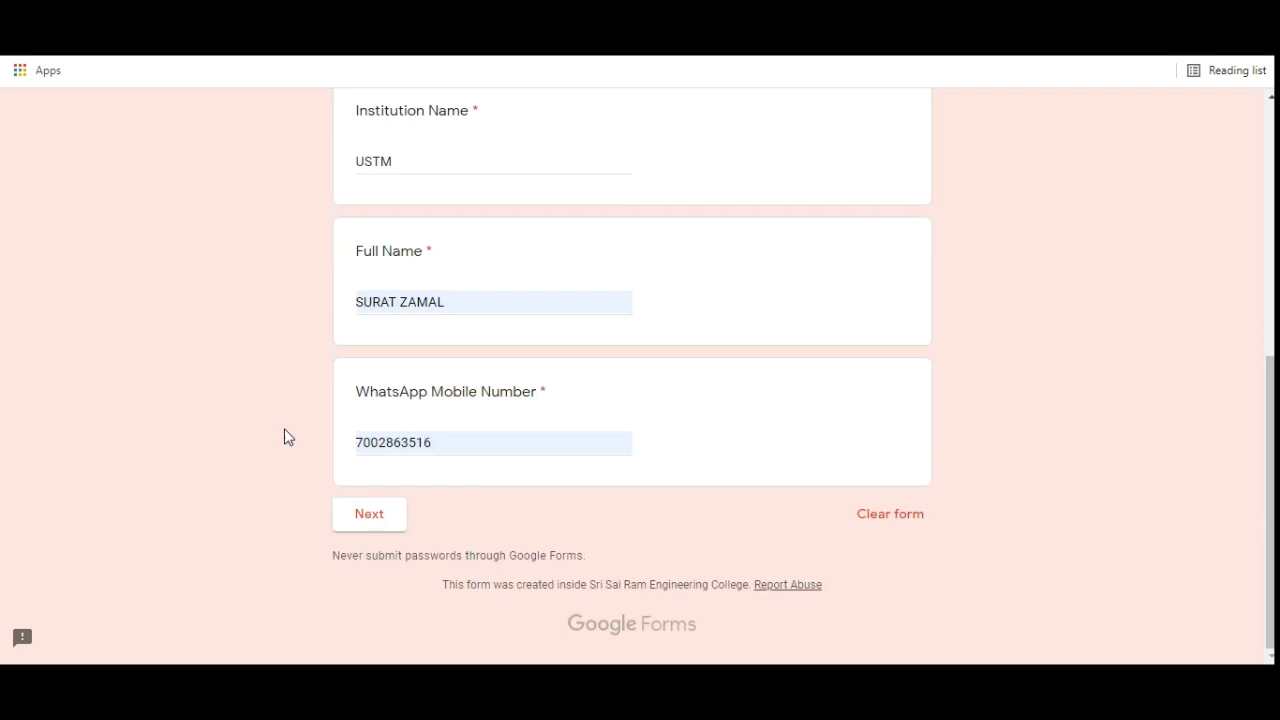 Apps
Reading list
Institution Name *
USTM
Full Name *
SURAT ZAMAL
WhatsApp Mobile Number *
7002863516
Next
Clear form
Never submit passwords through Google Forms.
This form was created inside Sri Sai Ram Engineering College. Report Abuse
Google Forms